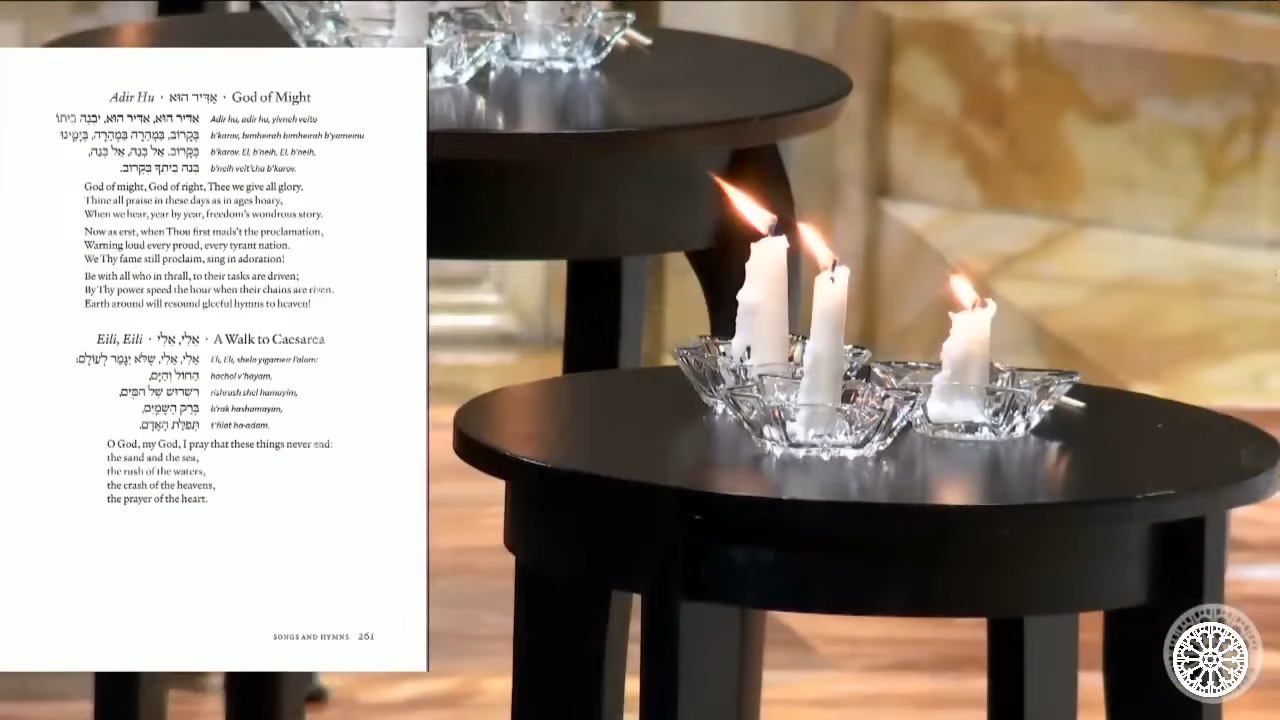 Adir Hu · אַדִּיר הוּא · God of Might
אַדִּיר הוּא, אַדִּיר הוּא, יִבְנֶה בֵיתוֹ Adir hu, adir hu, yivneh veito
בְּקָרוֹב, בִּמְהֵרָה בִּמְהֵרָה, בְּיָמֵֽינוּ b'karov, bimheirah bimheirah b'yameinu
בְּקָרוֹב. אֵל בְּנֵה, אֵל בְּנֵה, b'karov. El, b'neih, El, b'neih,
בְּנֵה בֵיתְךָ בְּקָרוֹב. b'neih veit'cha b'karov.
God of might, God of right, Thee we give all glory.
Thine all praise in these days as in ages hoary,
When we hear, year by year, freedom's wondrous story.
Now as erst, when Thou first mads't the proclamation,
Warning loud every proud, every tyrant nation.
We Thy fame still proclaim, sing in adoration!
Be with all who in thrall, to their tasks are driven;
By Thy power speed the hour when their chains are riven.
Earth around will resound gleeful hymns to heaven!
Eili, Eili · אֵלִי, אֵלִי · A Walk to Caesarea
אֵלִי, אֵלִי, שֶׁלֹּא יִגָּמֵר לְעוֹלָם: Eli, Eli, shelo yigameir l'olam:
הַחוֹל וְהַיָּם, hachol v'hayam,
רִשְׁרוּשׁ שֶׁל הַמַּֽיִם, rishrush shel hamayim,
בְּרַק הַשָּׁמַֽיִם, b'rak hashamayim,
תְּפִלַּת הָאָדָם. t'filat ha-adam.
O God, my God, I pray that these things never end:
the sand and the sea,
the rush of the waters,
the crash of the heavens,
the prayer of the heart.
SONGS AND HYMNS 261